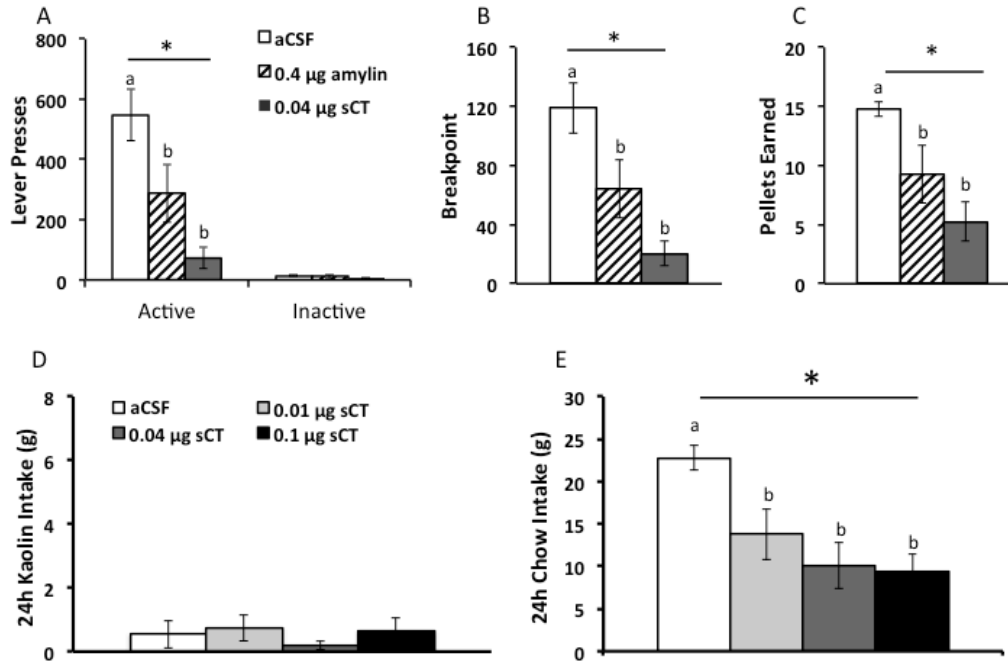 A
Lever Presses
800
600
400
200
0
*
a
b
b
aCSF
0.4 µg amylin
0.04 µg sCT
Active
Inactive
B
Breakpoint
160
120
80
40
0
*
a
b
b
C
Pellets Earned
20
15
10
5
0
*
a
b
b
D
24h Kaolin Intake (g)
8
6
4
2
0
aCSF
0.01 µg sCT
0.04 µg sCT
0.1 µg sCT
E
24h Chow Intake (g)
30
25
20
15
10
5
0
*
a
b
b
b